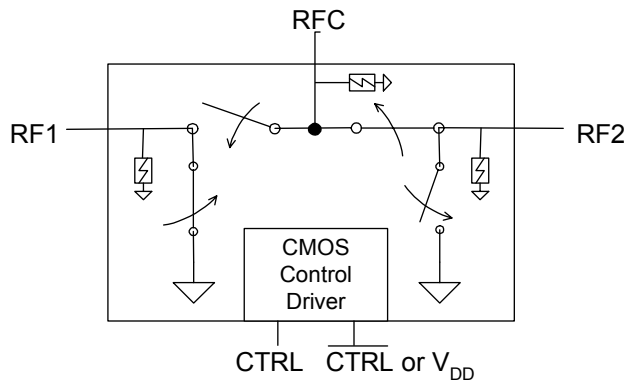 RFC
RF1
RF2
CMOS
Control
Driver
CTRL
CTRL or VDD